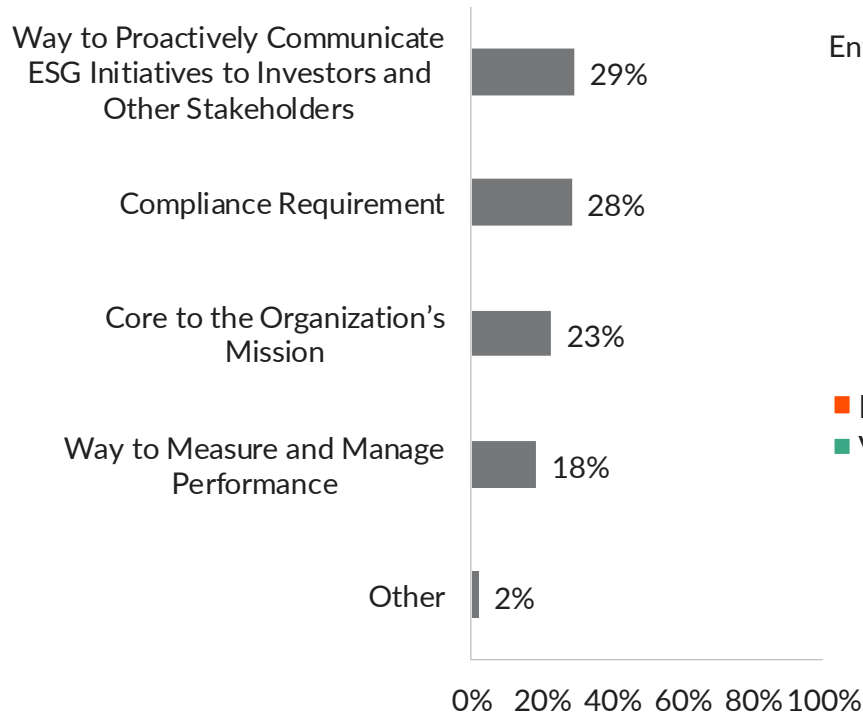 Way to Proactively Communicate
ESG Initiatives to Investors and
Other Stakeholders
29%
Compliance Requirement
28%
Core to the Organization’s
Mission
23%
Way to Measure and Manage
Performance
18%
Other
2%
0% 20% 40% 60% 80% 100%